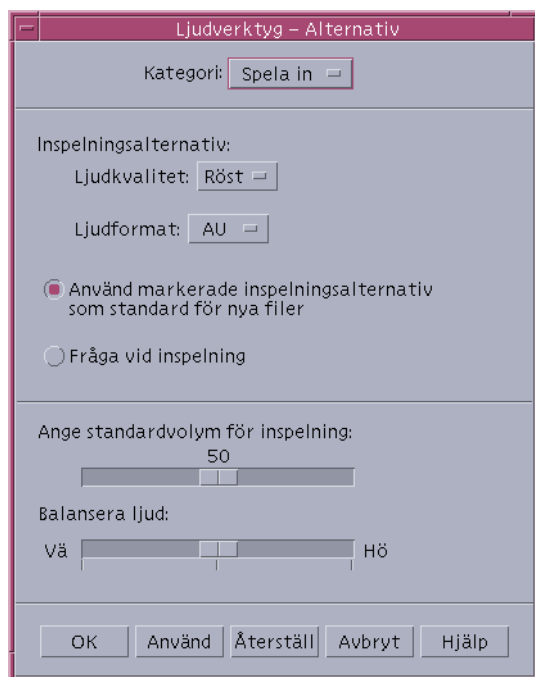 Ljudverktyg – Alternativ
Kategori: Spela in
Inspelningsalternativ:
Ljudkvalitet: Röst
Ljudformat: AU
Använd markerade inspelningsalternativ
som standard för nya filer
Fråga vid inspelning
Ange standardvolym för inspelning:
50
Balansera ljud:
Vä Hö
OK Använd Återställ Avbryt Hjälp